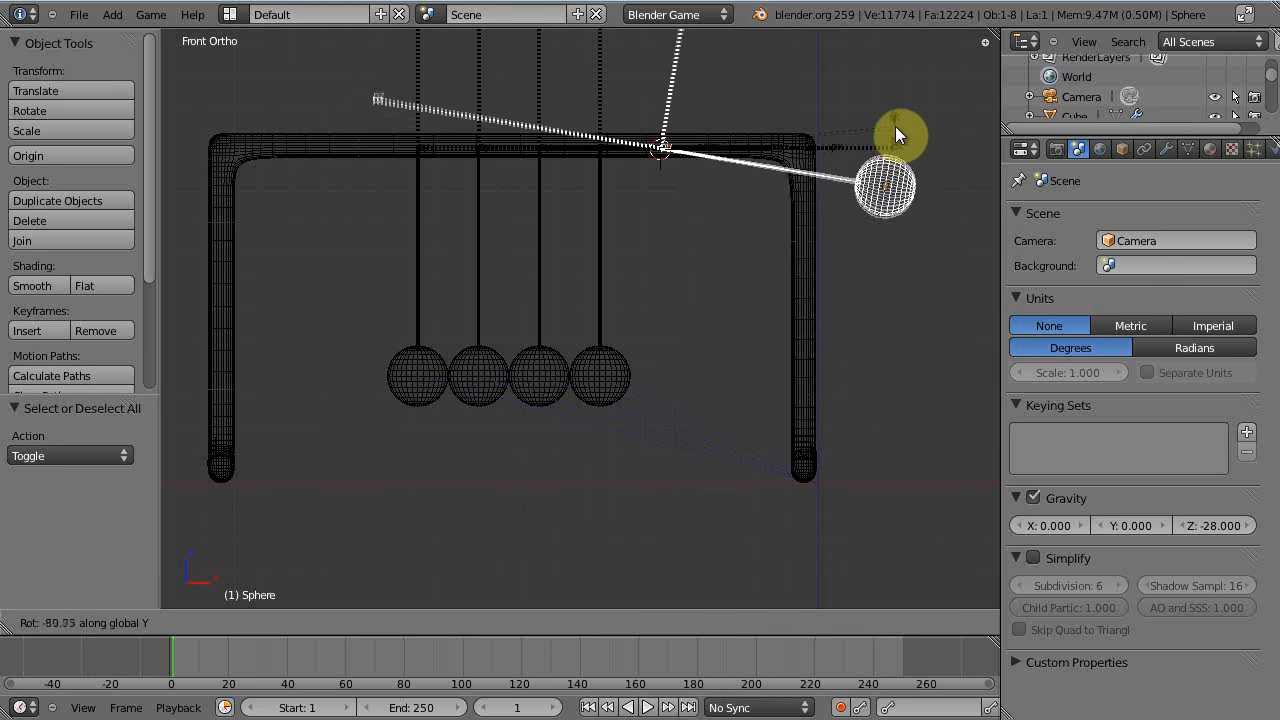 File Add Game Help Default Scene Blender Game blender.org 259 | Ve:11774 | Fa:12224 | Ob:1-8 | La:1 | Mem:9.47M (0.50M) | Sphere
Object Tools
Transform:
Translate
Rotate
Scale
Origin
Object:
Duplicate Objects
Delete
Join
Shading:
Smooth Flat
Keyframes:
Insert Remove
Motion Paths:
Calculate Paths
Select or Deselect All
Action
Toggle
Front Ortho
(1) Sphere
View Search All Scenes
RenderLayers
World
Camera
Cube
Scene
Scene
Camera: Camera
Background:
Units
None Metric Imperial
Degrees Radians
Scale: 1.000 Separate Units
Keying Sets
Gravity
X: 0.000 Y: 0.000 Z: -28.000
Simplify
Subdivision: 6 Shadow Sampl: 16
Child Partic: 1.000 AO and SSS: 1.000
Skip Quad to Triangl
Custom Properties
-40 -20 0 20 40 60 80 100 120 140 160 180 200 220 240 260
View Frame Playback Start: 1 End: 250 1 No Sync